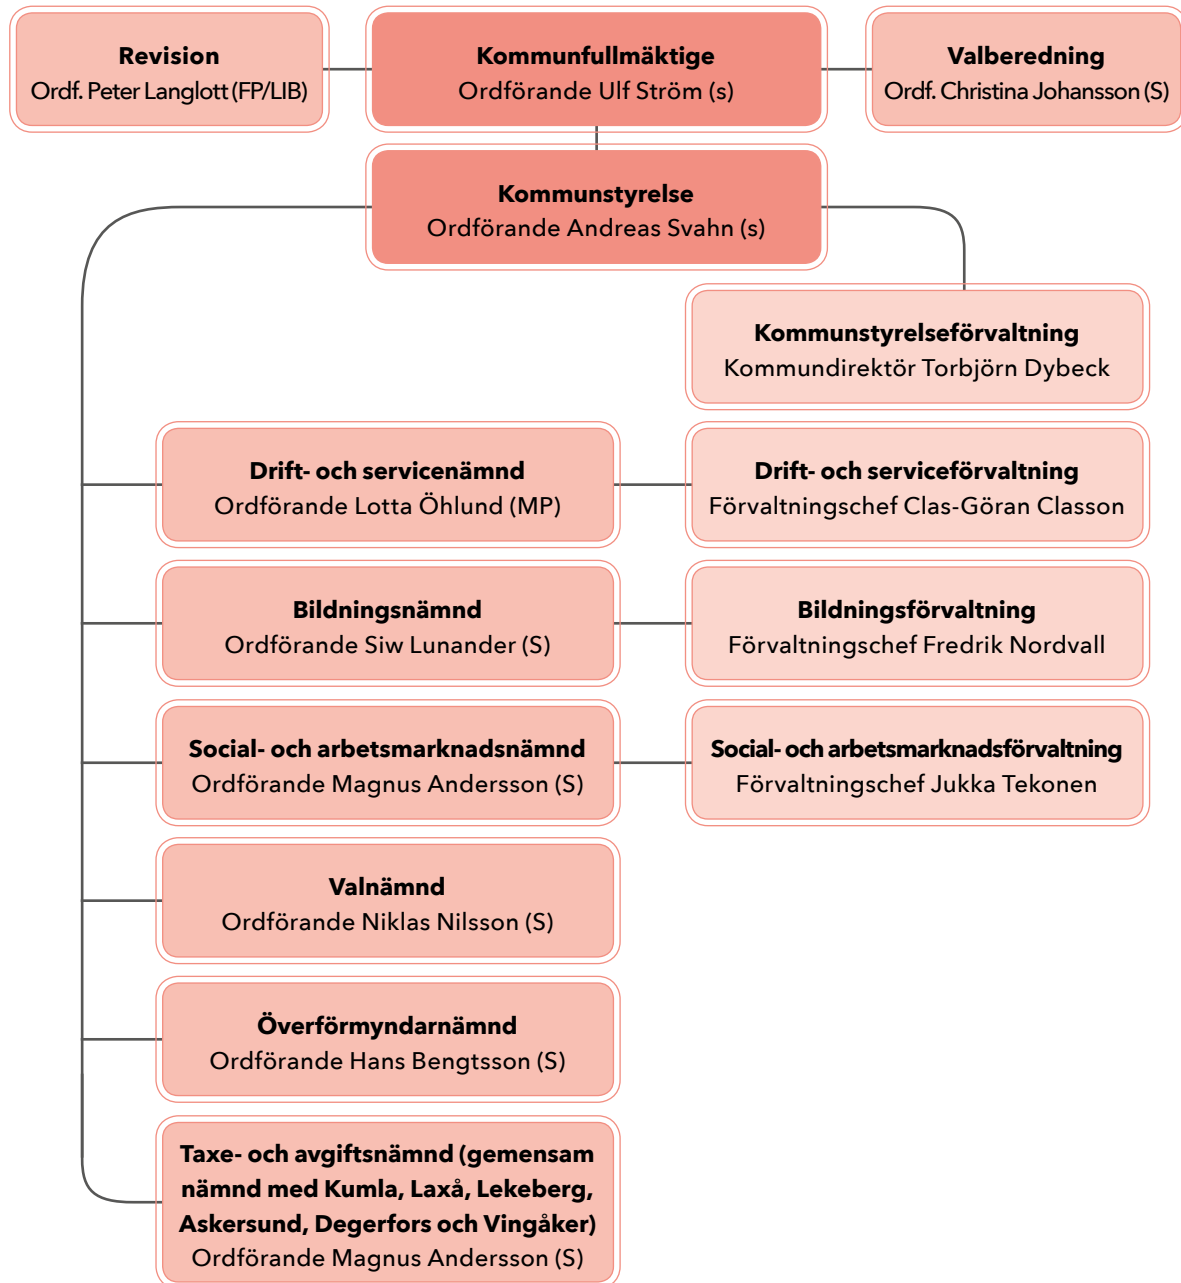 Revision
Ordf. Peter Langlott (FP/LIB)
Kommunfullmäktige
Ordförande Ulf Ström (s)
Valberedning
Ordf. Christina Johansson (S)
Kommunstyrelse
Ordförande Andreas Svahn (s)
Kommunstyrelseförvaltning
Kommundirektör Torbjörn Dybeck
Drift- och servicenämnd
Ordförande Lotta Öhlund (MP)
Drift- och serviceförvaltning
Förvaltningschef Clas-Göran Classon
Bildningsnämnd
Ordförande Siw Lunander (S)
Bildningsförvaltning
Förvaltningschef Fredrik Nordvall
Social- och arbetsmarknadsnämnd
Ordförande Magnus Andersson (S)
Social- och arbetsmarknadsförvaltning
Förvaltningschef Jukka Tekonen
Valnämnd
Ordförande Niklas Nilsson (S)
Överförmyndarnämnd
Ordförande Hans Bengtsson (S)
Taxe- och avgiftsnämnd (gemensam
nämnd med Kumla, Laxå, Lekeberg,
Askersund, Degerfors och Vingåker)
Ordförande Magnus Andersson (S)